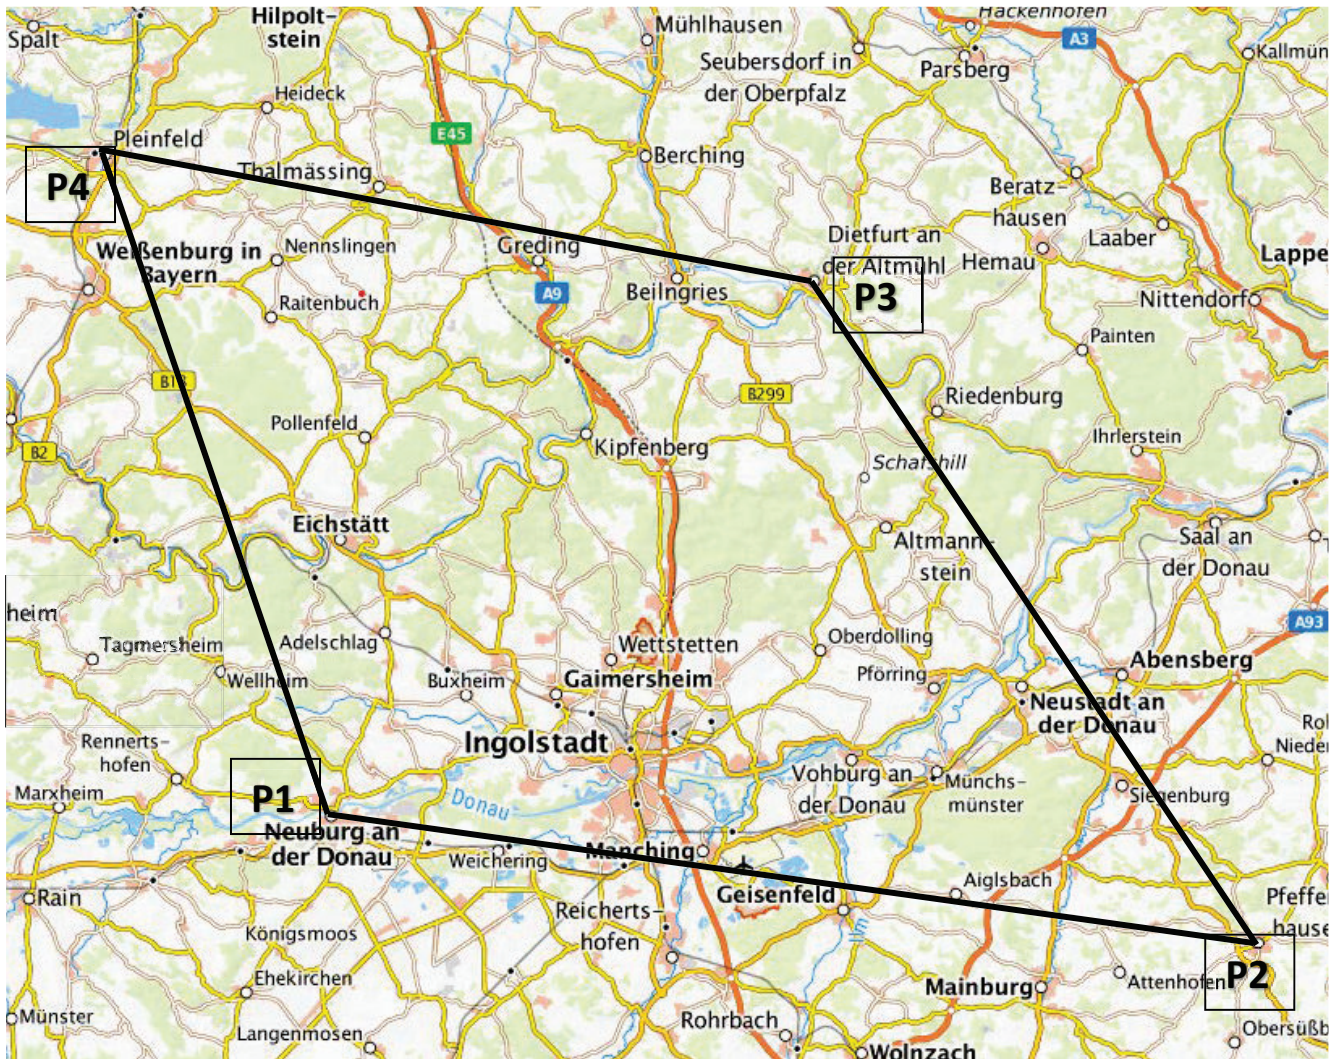 Hilpolt-
stein
Spalt
Mühlhausen
Hackenhofen
A3
Seubersdorf in
der Oberpfalz
Parsberg
Kallmün
Heideck
E45
Pleinfeld
Thalmässing
Berching
P4
Beratz-
hausen
Laaber
Weißenburg in
Bayern
Nennslingen
Greding
Dietfurt an
der Altmühl
Hemau
Lappe
Raitenbuch
A9
Beilngries
P3
Nittendorf
Painten
B13
B299
Riedenburg
Pollenfeld
Kipfenberg
Ihrlerstein
B2
Schafshill
Eichstätt
Altmann-
stein
Saal an
der Donau
heim
A93
Tagmersheim
Adelschlag
Wettstetten
Oberdolling
Wellheim
Buxheim
Gaimersheim
Pförring
Abensberg
Neustadt an
der Donau
Rennerts-
hofen
Ingolstadt
Rol
Nieder
Marxheim
P1
Donau
Vohburg an
der Donau
Münchs-
münster
Siegenburg
Neuburg an
der Donau
Weichering
Manching
Rain
Geisenfeld
Aiglsbach
Pfeffer
hause
Königsmoos
Reicherts-
hofen
Ilm
Ehekirchen
Mainburg
Attenhofen
P2
Münster
Langenmosen
Rohrbach
Wolnzach
Obersüßb